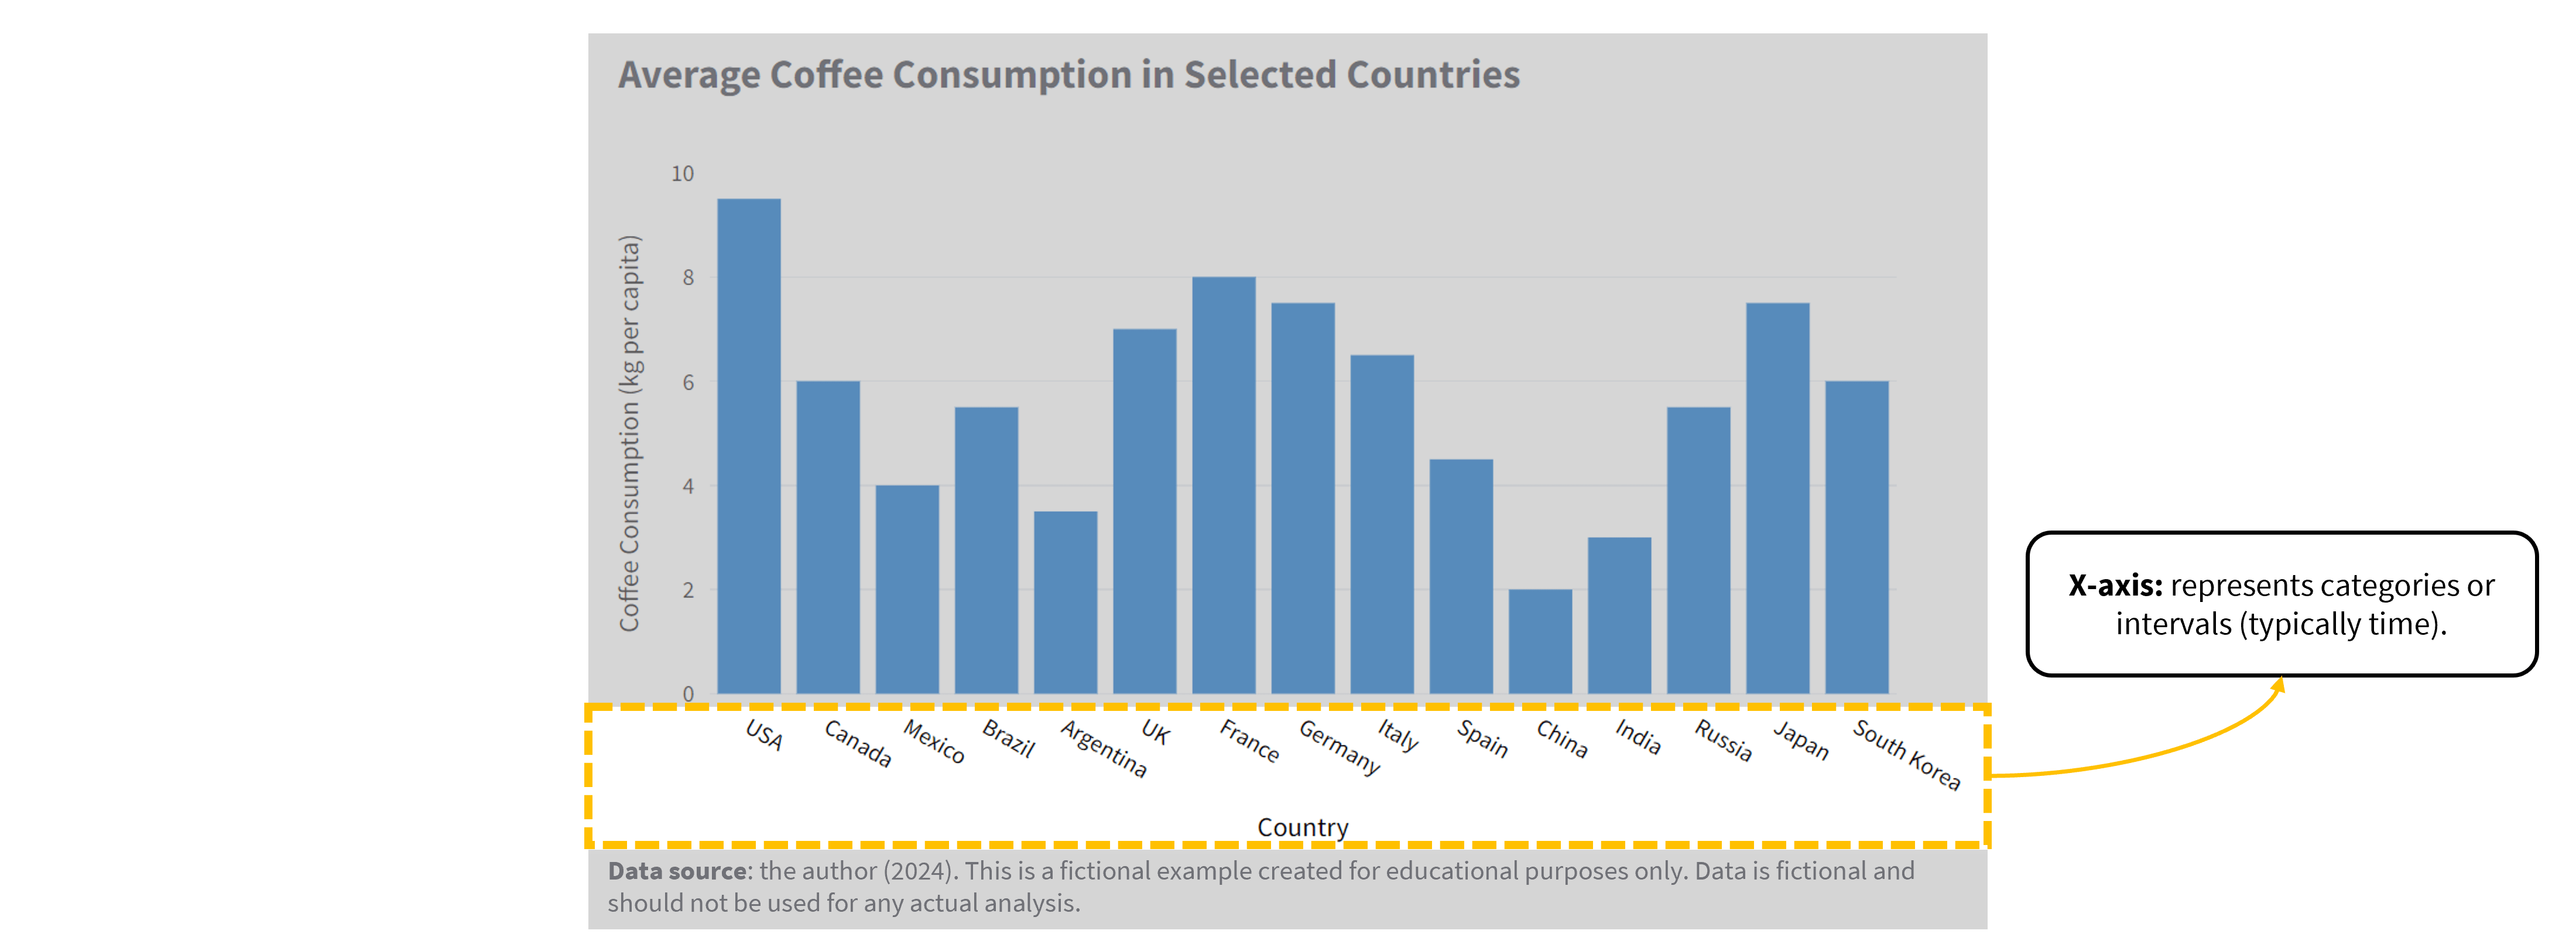 Average Coffee Consumption in Selected Countries
Coffee Consumption (kg per capita)
10
8
6
4
2
0
USA
Canada
Mexico
Brazil
Argentina
UK
France
Germany
Italy
Spain
China
India
Russia
Japan
South Korea
Country
X-axis: represents categories or
intervals (typically time).
Data source: the author (2024). This is a fictional example created for educational purposes only. Data is fictional and
should not be used for any actual analysis.